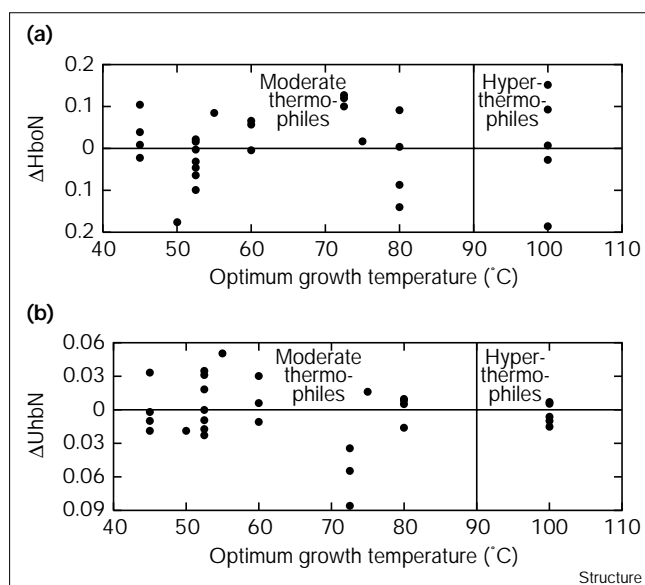 (a)
0.2
0.1
0
0.1
0.2
ΔHboN
Moderate
thermo-
philes
Hyper-
thermo-
philes
40 50 60 70 80 90 100 110
Optimum growth temperature (˚C)
(b)
0.06
0.03
0
0.03
0.06
0.09
ΔUhbN
Moderate
thermo-
philes
Hyper-
thermo-
philes
40 50 60 70 80 90 100 110
Optimum growth temperature (˚C)
Structure